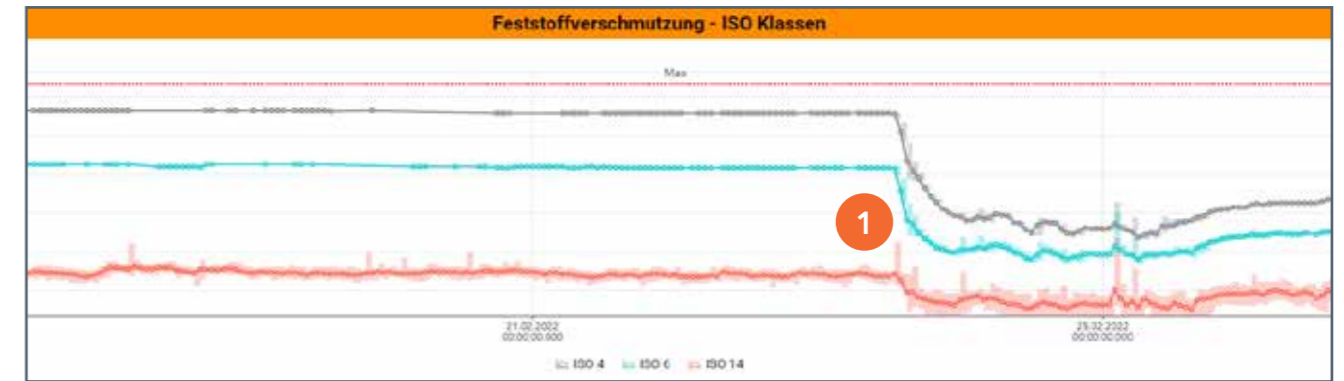 Feststoffverschmutzung - ISO Klassen
Max
1
21.02.2022 25.02.2022
00:00:00.000 00:00:00.000
ISO 4 ISO 6 ISO 14